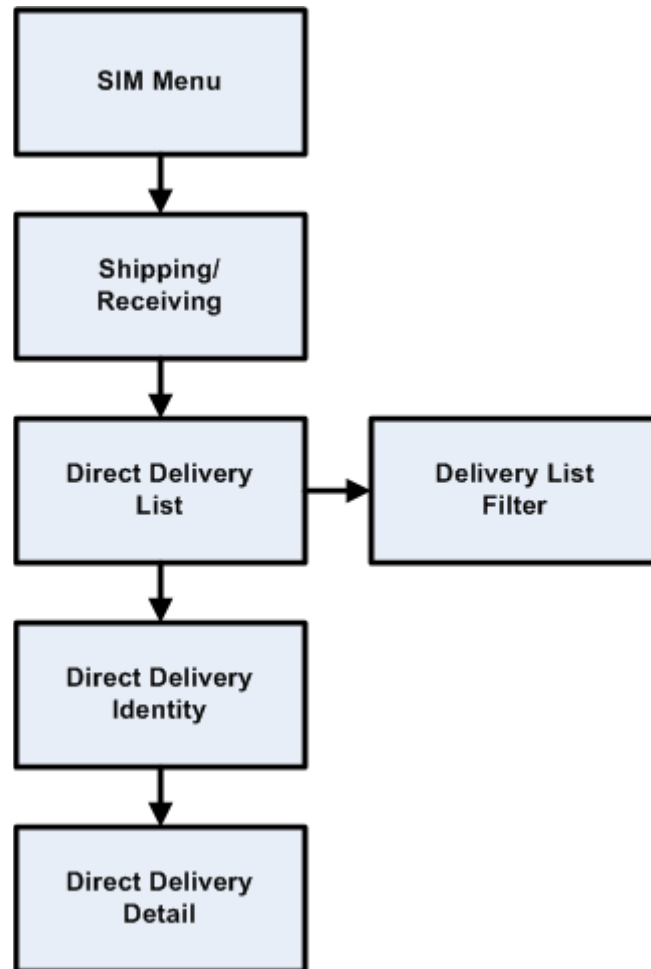 SIM Menu
Shipping/
Receiving
Direct Delivery
List
Delivery List
Filter
Direct Delivery
Identity
Direct Delivery
Detail